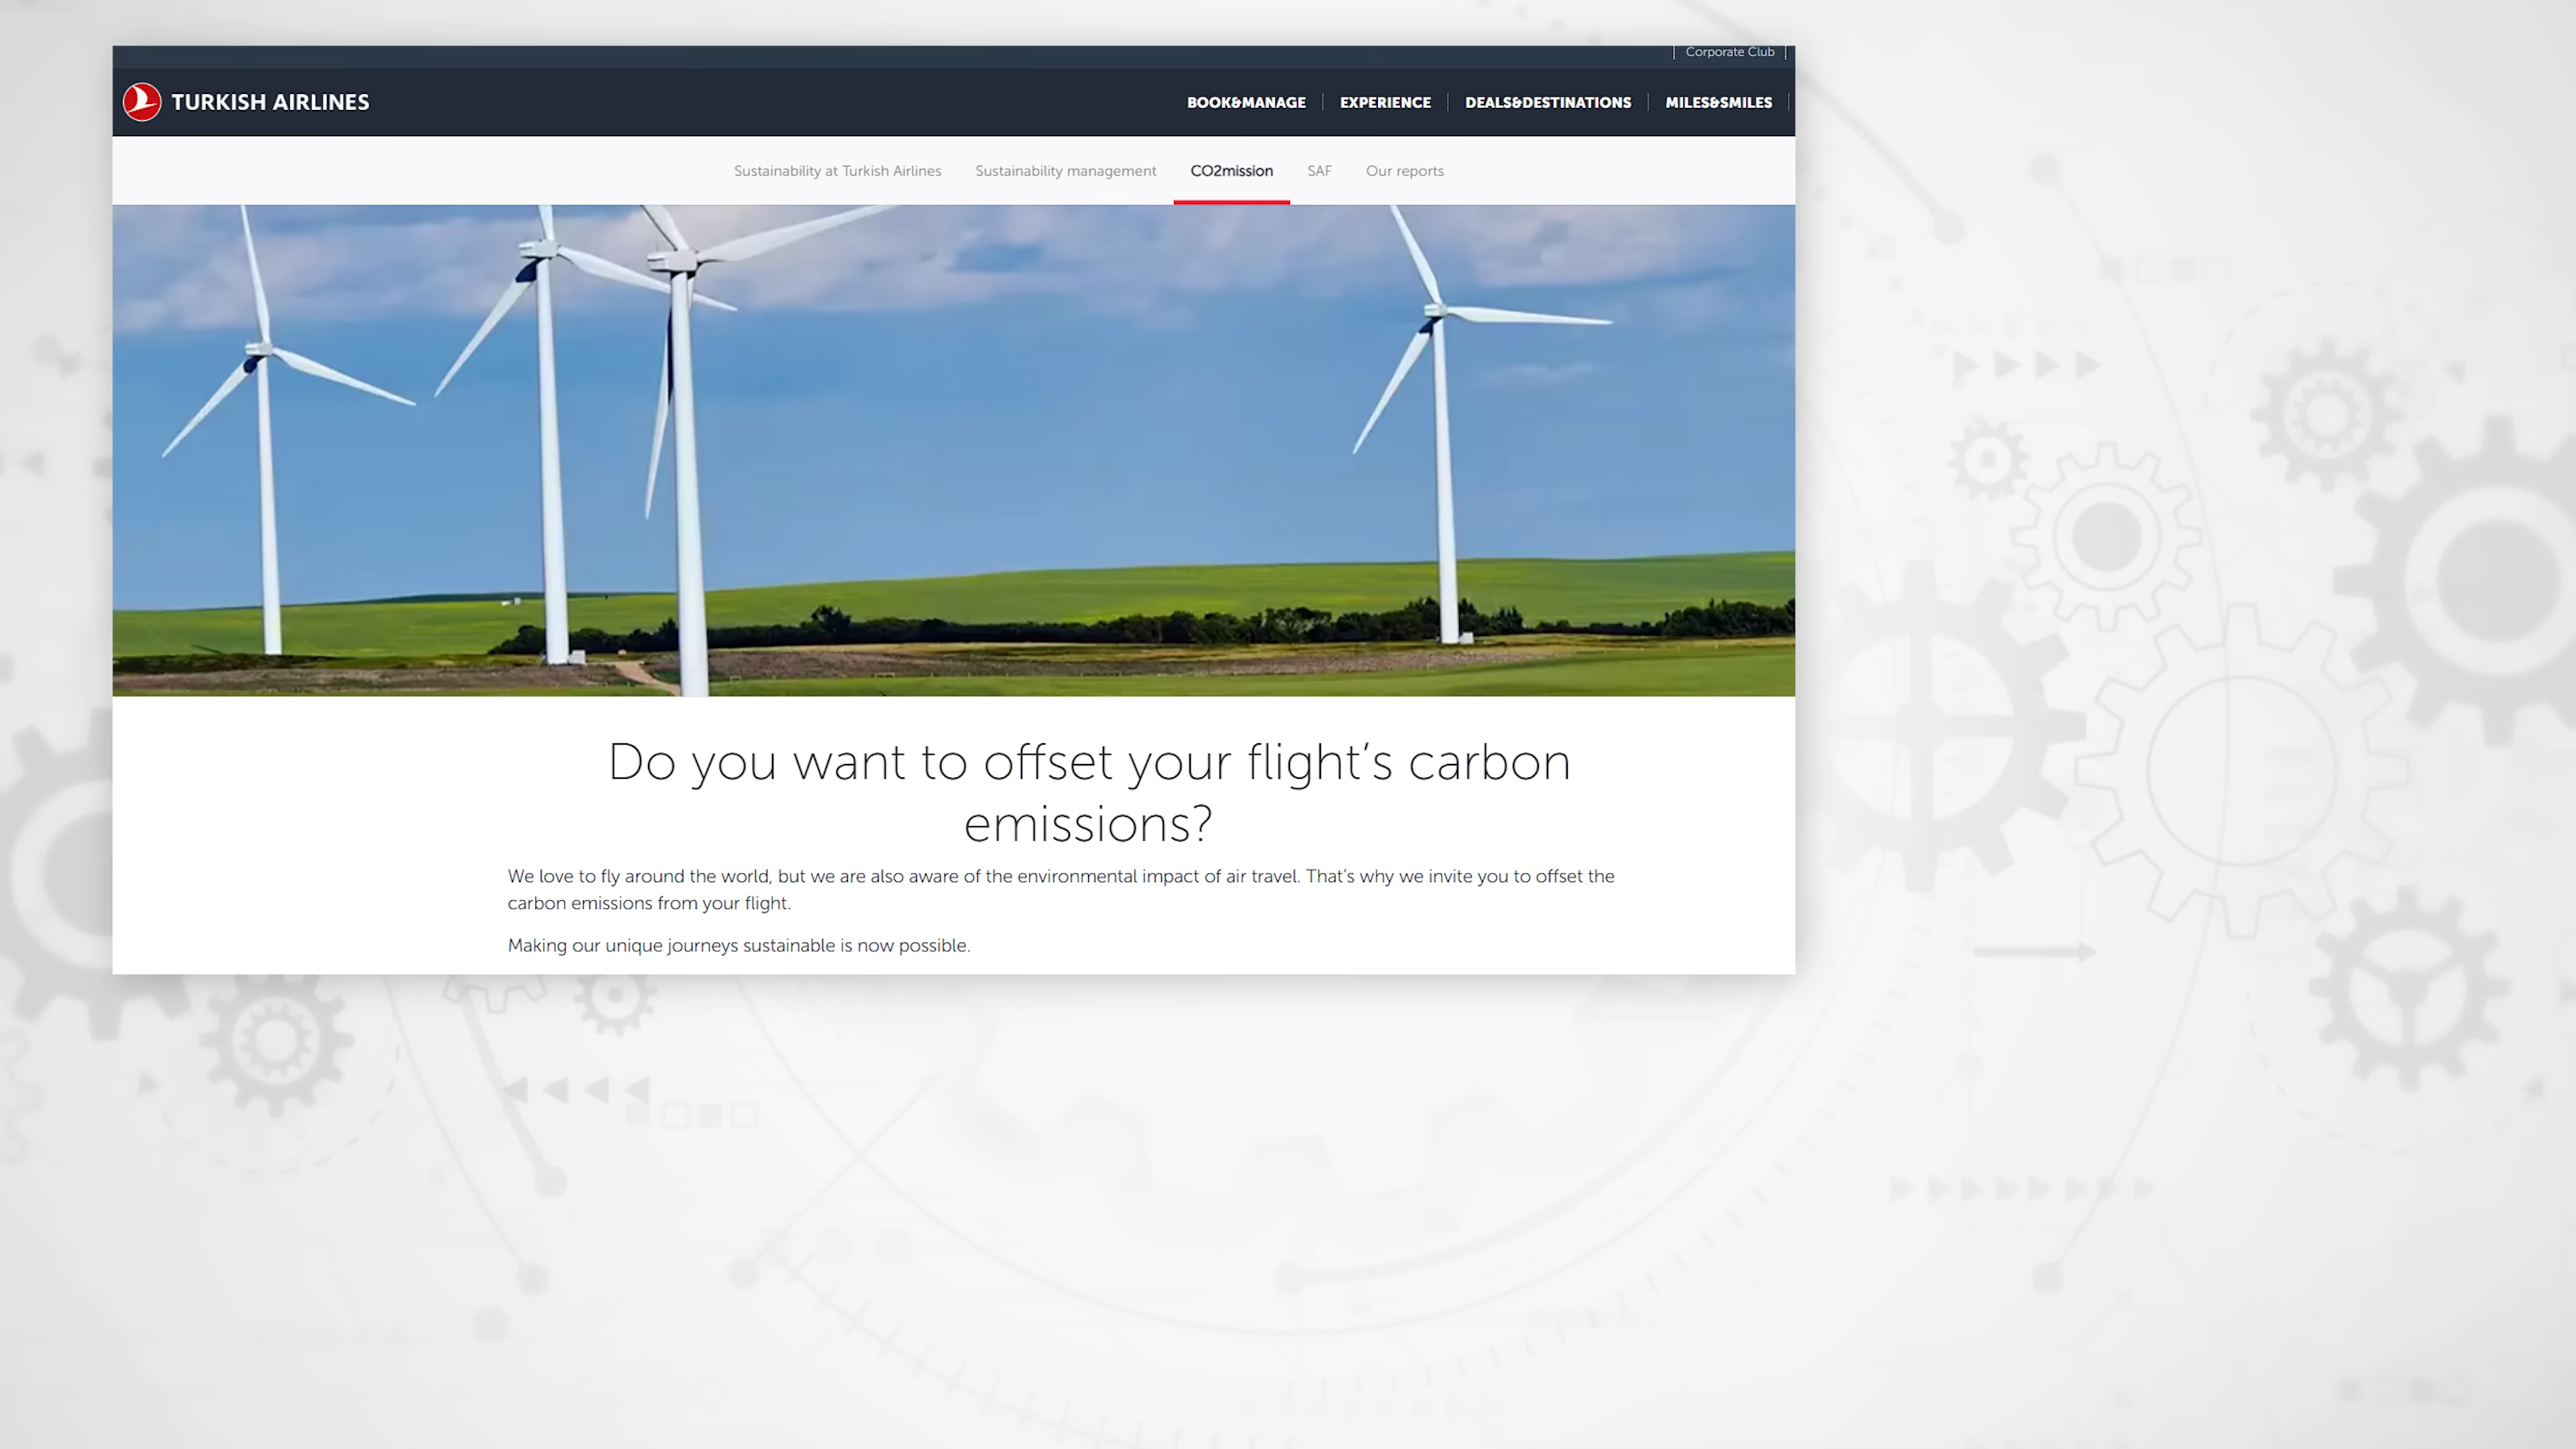 Corporate Club
TURKISH AIRLINES
BOOK&MANAGE
EXPERIENCE
DEALS&DESTINATIONS
MILES&SMILES
Sustainability at Turkish Airlines
Sustainability management
CO2mission
SAF
Our reports
Do you want to offset your flight’s carbon
emissions?
We love to fly around the world, but we are also aware of the environmental impact of air travel. That’s why we invite you to offset the
carbon emissions from your flight.
Making our unique journeys sustainable is now possible.